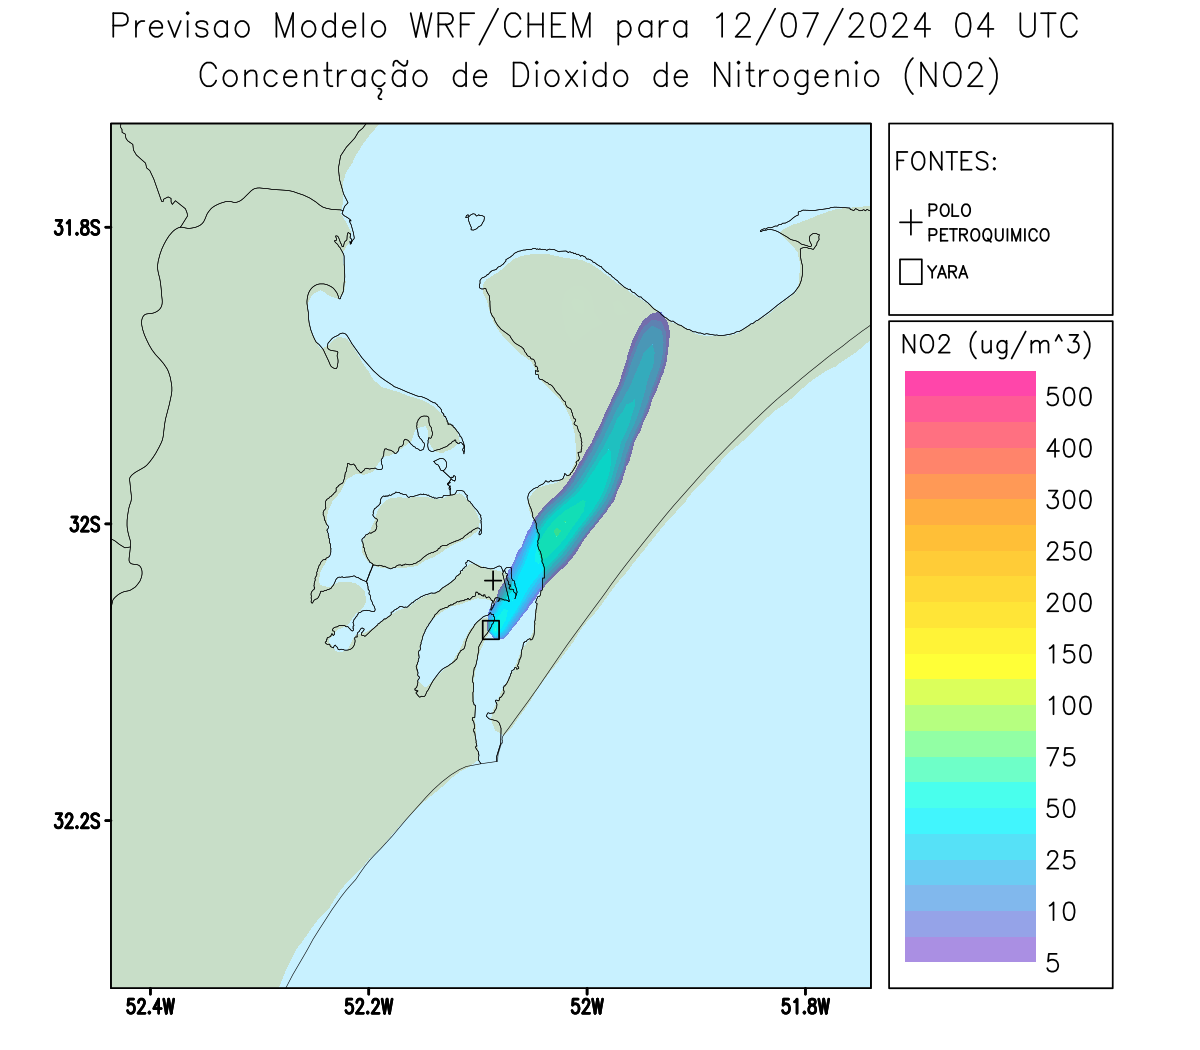 Previsao Modelo WRF/CHEM para 12/07/2024 04 UTC
Concentração de Dioxido de Nitrogenio (NO2)
FONTES:
POLO
PETROQUIMICO
YARA
31.8S
32S
32.2S
52.4W
52.2W
52W
51.8W
NO2 (ug/m^3)
500
400
300
250
200
150
100
75
50
25
10
5